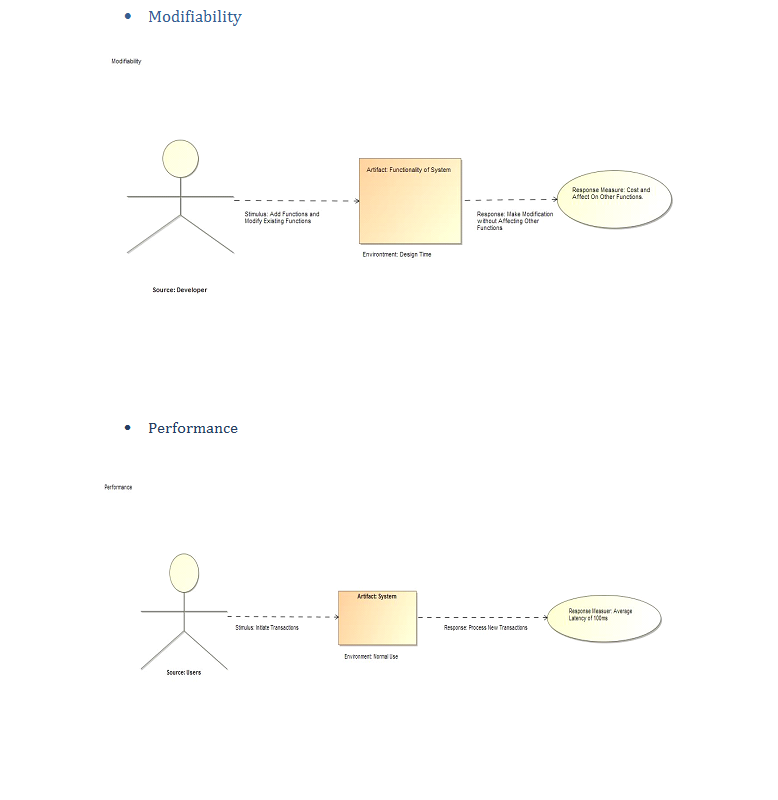 • Modifiability
Modifiability
Artifact: Functionality of System
Response Measure: Cost and
Affect On Other Functions.
Stimulus: Add Functions and
Modify Existing Functions
Response: Make Modification
without Affecting Other
Functions
Environtment: Design Time
Source: Developer
• Performance
Performance
Artifact: System
Response Measuer: Average
Latency of 100ms
Stimulus: Intiate Transactions
Response: Process New Transactions
Environment: Normal Use
Source: Users